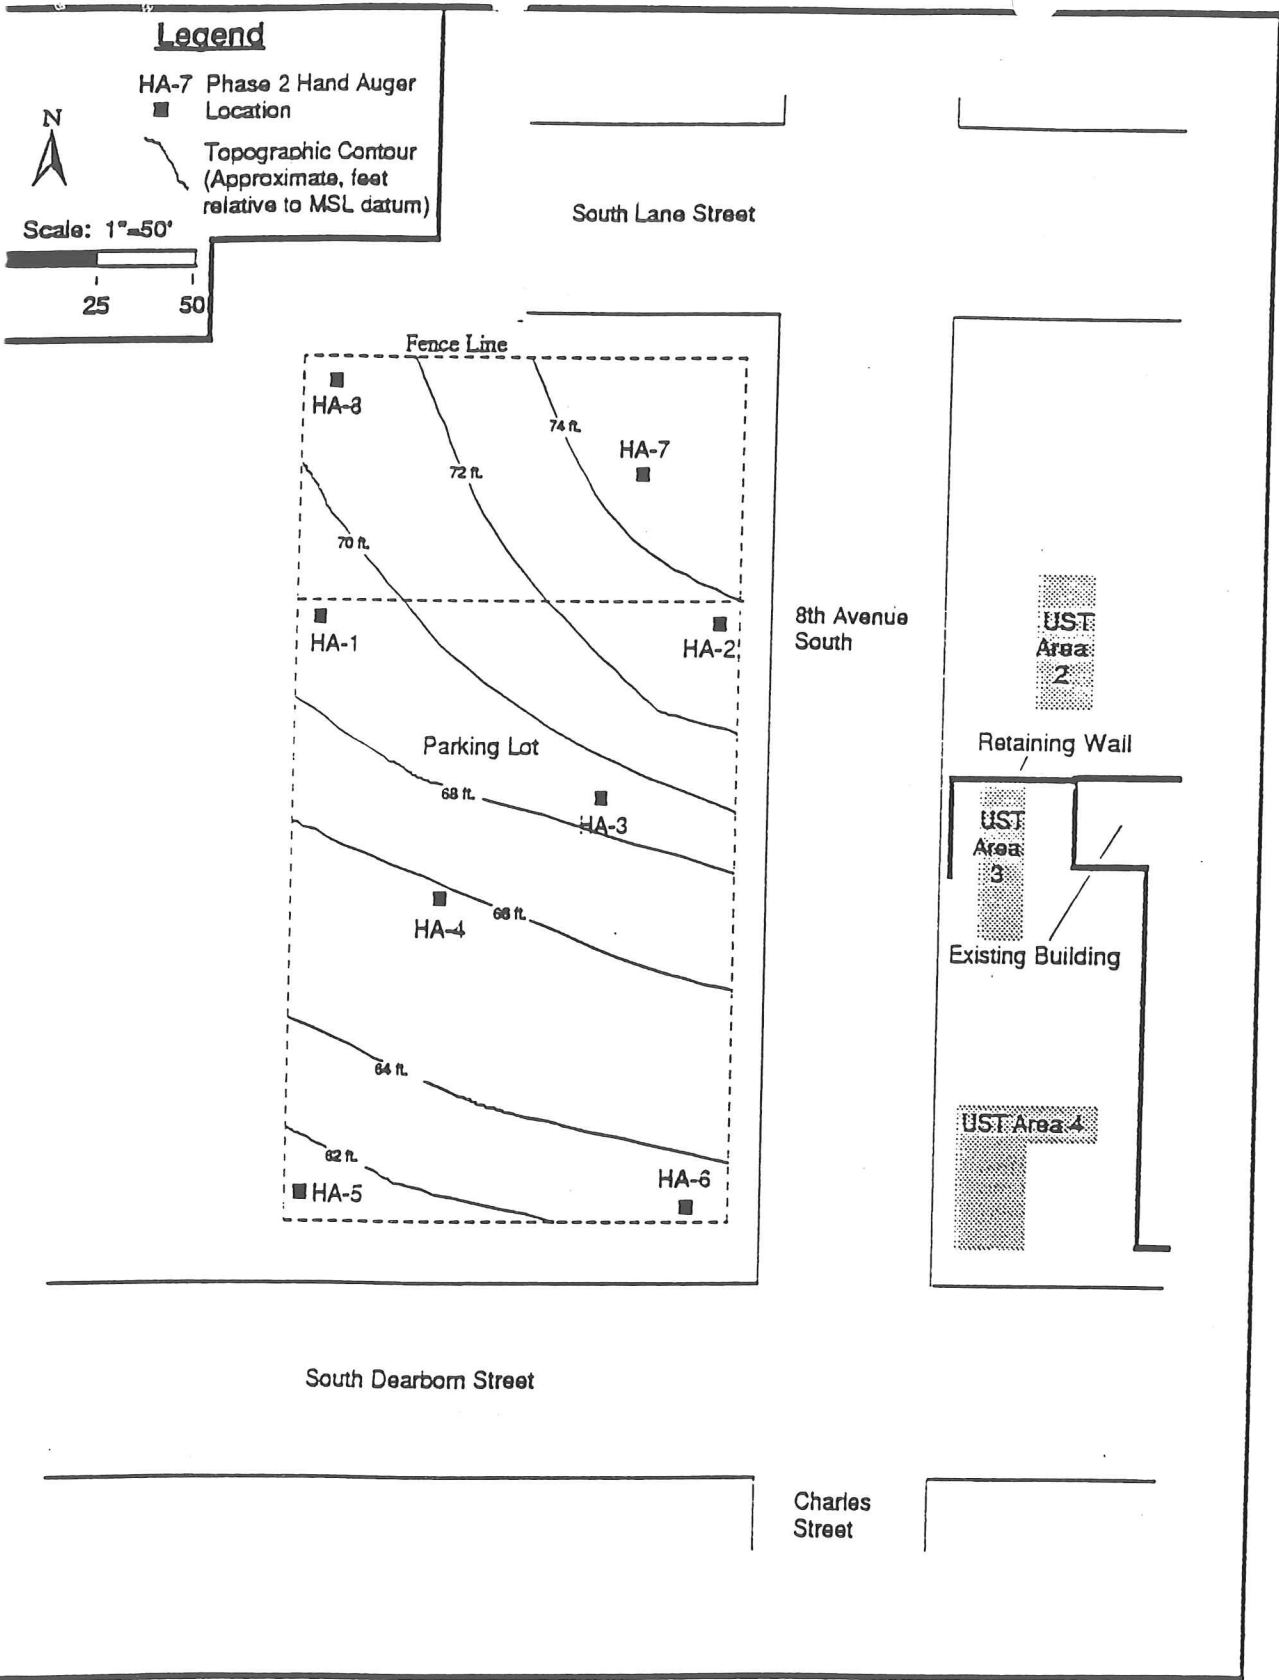 Legend
HA-7 Phase 2 Hand Auger
Location
N
Topographic Contour
(Approximate, feet
relative to MSL datum)
Scale: 1"=50'
25 50
South Lane Street
Fence Line
HA-8
74 ft.
HA-7
72 ft.
70 ft.
HA-1
HA-2
8th Avenue
South
UST
Area
2
Parking Lot
Retaining Wall
68 ft.
HA-3
UST
Area
3
66 ft.
HA-4
Existing Building
64 ft.
UST Area 4
62 ft.
HA-5
HA-6
South Dearborn Street
Charles
Street